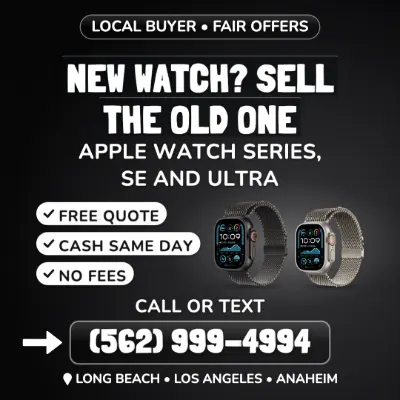 LOCAL BUYER • FAIR OFFERS
NEW WATCH? SELL
THE OLD ONE
APPLE WATCH SERIES,
SE AND ULTRA
FREE QUOTE
CASH SAME DAY
NO FEES
CALL OR TEXT
(562) 999-4994
LONG BEACH • LOS ANGELES • ANAHEIM